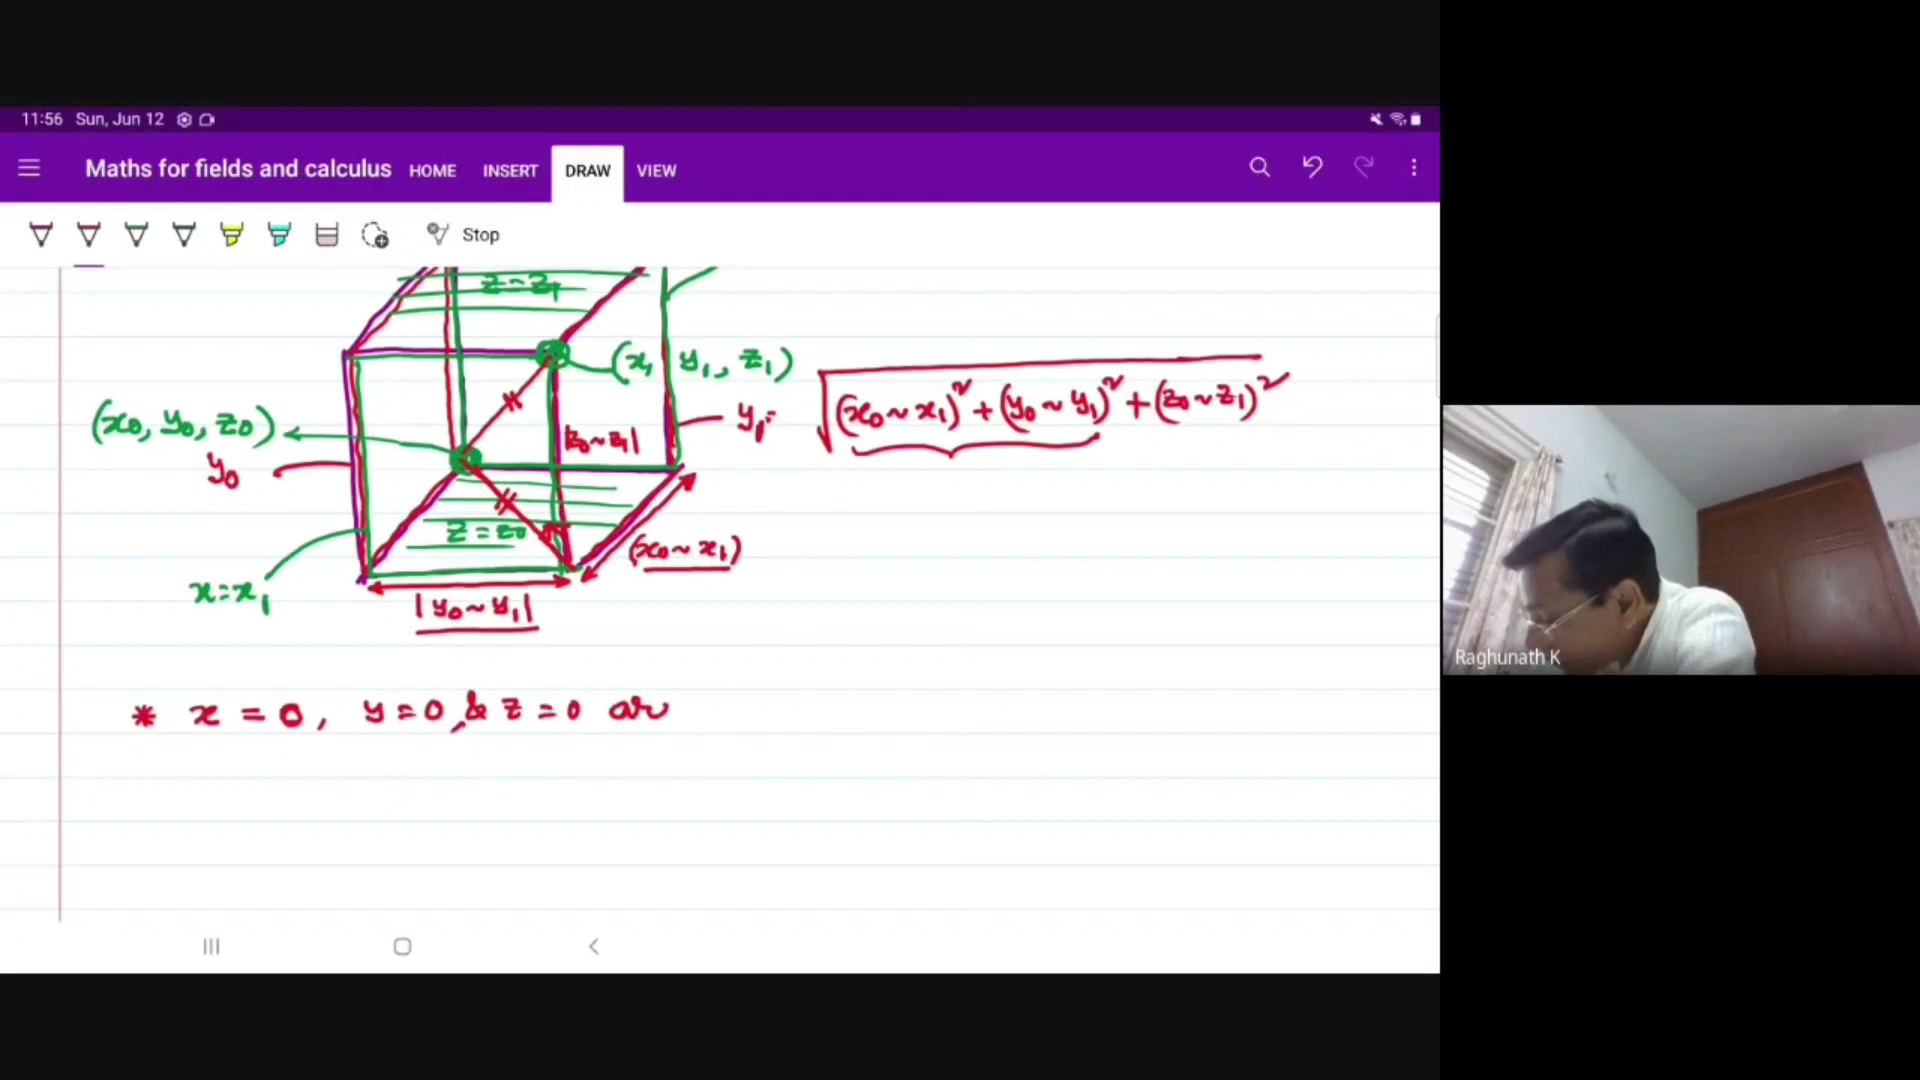 11:56 Sun, Jun 12
Maths for fields and calculus HOME INSERT DRAW VIEW
Stop
z = z1
(x1 y1, z1)
√(x0 ~ x1)² + (y0 ~ y1)² + (z0 ~ z1)²
(x0, y0, z0)
y1
|z0 ~ z1|
y0
z = z0
(x0 ~ x1)
x = x1
|y0 ~ y1|
Raghunath K
* x = 0, y = 0, & z = 0 are